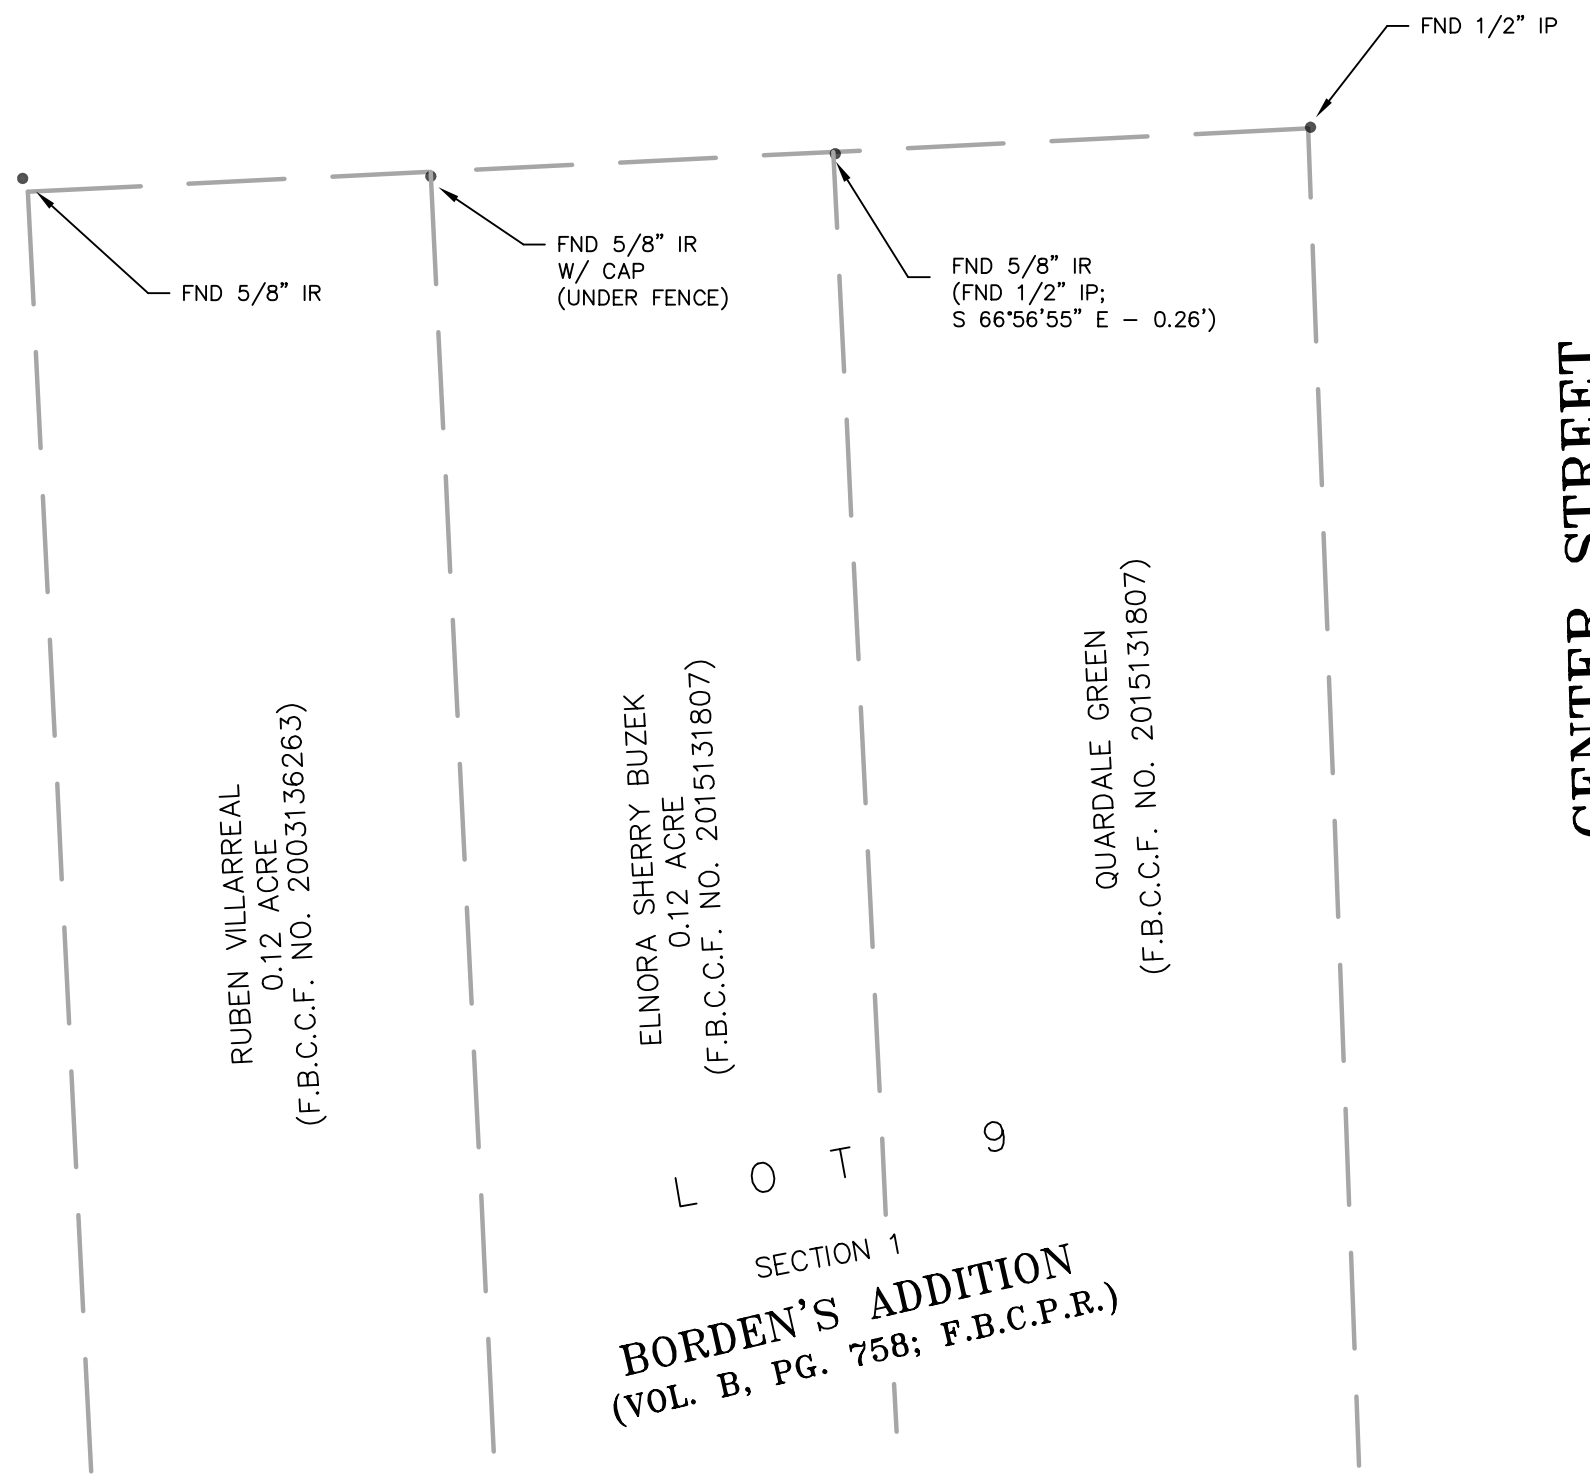 FND 1/2" IP
FND 5/8" IR
FND 5/8" IR
W/ CAP
(UNDER FENCE)
FND 5/8" IR
(FND 1/2" IP;
S 66°56'55" E – 0.26')
CENTER STREET
RUBEN VILLARREAL
0.12 ACRE
(F.B.C.C.F. NO. 2003136263)
ELNORA SHERRY BUZEK
0.12 ACRE
(F.B.C.C.F. NO. 2015131807)
QUARDALE GREEN
(F.B.C.C.F. NO. 2015131807)
LOT 9
SECTION 1
BORDEN'S ADDITION
(VOL. B, PG. 758; F.B.C.P.R.)